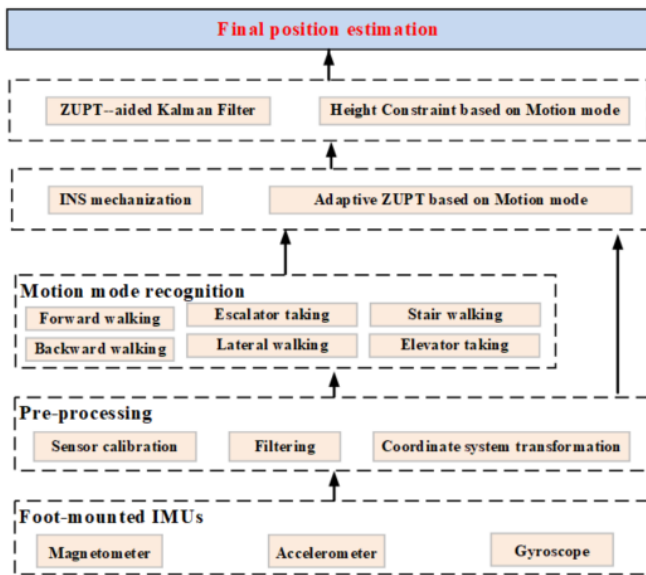 Final position estimation
ZUPT--aided Kalman Filter
Height Constraint based on Motion mode
INS mechanization
Adaptive ZUPT based on Motion mode
Motion mode recognition
Forward walking
Escalator taking
Stair walking
Backward walking
Lateral walking
Elevator taking
Pre-processing
Sensor calibration
Filtering
Coordinate system transformation
Foot-mounted IMUs
Magnetometer
Accelerometer
Gyroscope